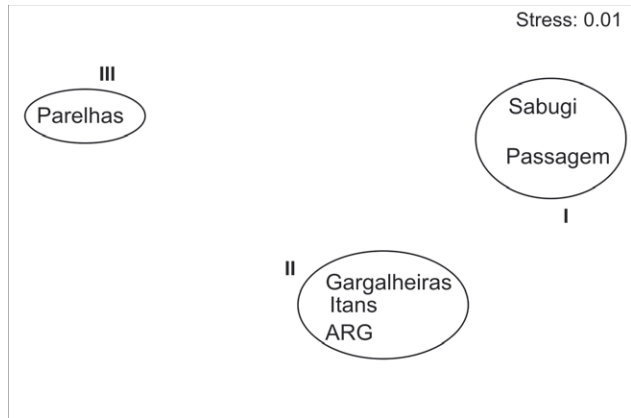 Stress: 0.01
III
Parelhas
Sabugi
Passagem
I
II
Gargalheiras
Itans
ARG